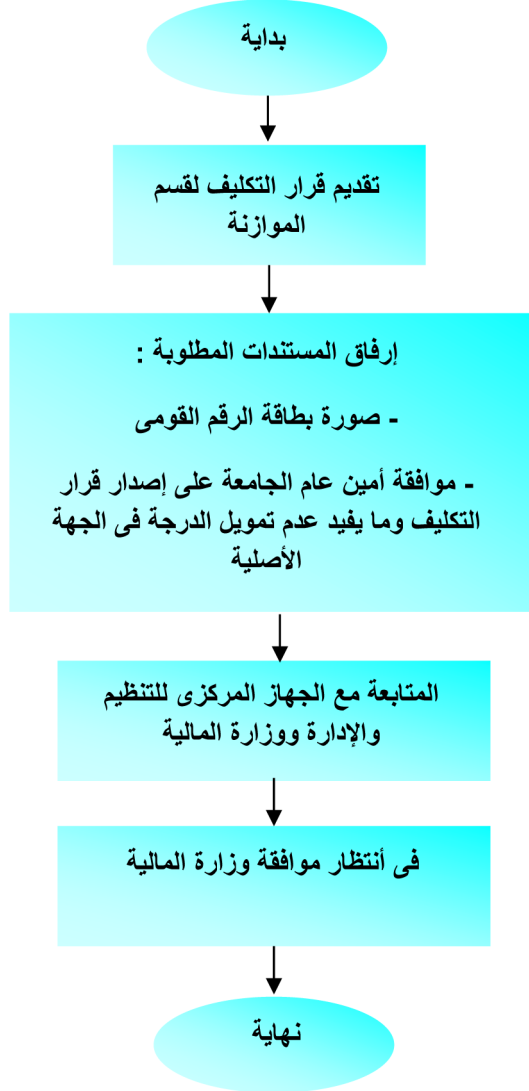 بداية
تقديم قرار التكليف لقسم
الموازنة
إرفاق المستندات المطلوبة :
- صورة بطاقة الرقم القومى
- موافقة أمين عام الجامعة على إصدار قرار
التكليف وما يفيد عدم تمويل الدرجة فى الجهة
الأصلية
المتابعة مع الجهاز المركزى للتنظيم
والإدارة ووزارة المالية
فى أنتظار موافقة وزارة المالية
نهاية